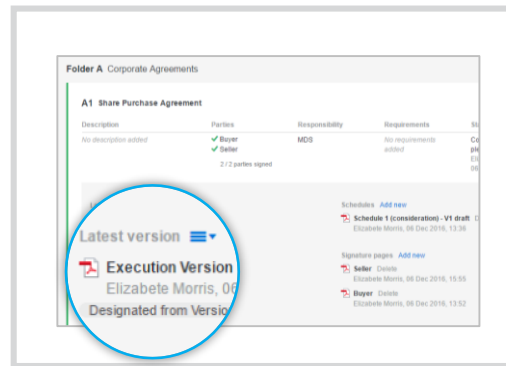 Folder A Corporate Agreements
A1 Share Purchase Agreement
Description Parties Responsibility Requirements
No description added Buyer MDS No requirements
Seller added
2 / 2 parties signed
Schedules Add new
Schedule 1 (consideration) - V1 draft
Elizabete Morris, 06 Dec 2016, 13:36
Signature pages Add new
Seller Delete
Elizabete Morris, 06 Dec 2016, 15:55
Buyer Delete
Elizabete Morris, 06 Dec 2016, 13:52
Latest version
Execution Version
Elizabete Morris, 06
Designated from Versio